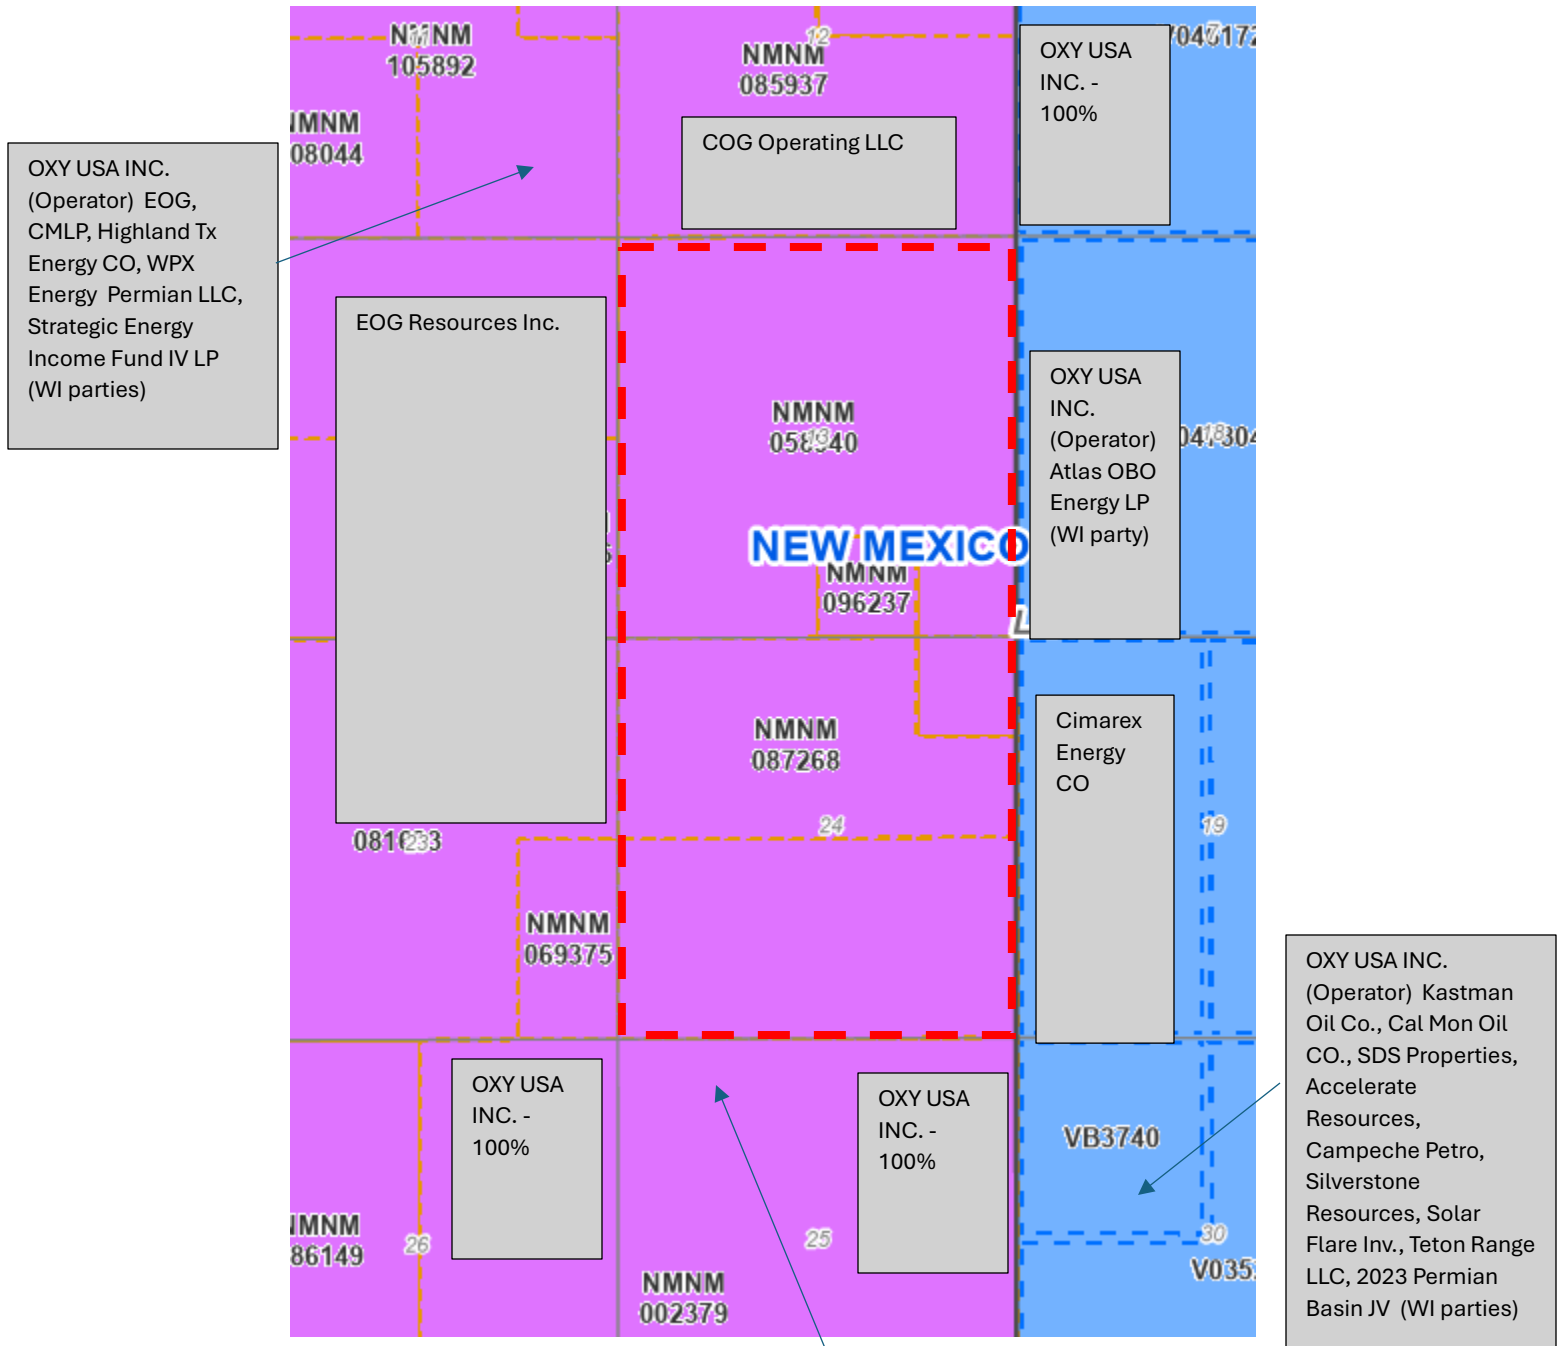 NMNM
105892
12
NMNM
085937
COG Operating LLC
OXY USA
INC. -
100%
OXY USA INC.
(Operator) EOG,
CMLP, Highland Tx
Energy CO, WPX
Energy Permian LLC,
Strategic Energy
Income Fund IV LP
(WI parties)
EOG Resources Inc.
NMNM
OXY USA
INC.
(Operator)
Atlas OBO
Energy LP
(WI party)
18
NEW MEXICO
NMNM
096237
NMNM
087268
24
Cimarex
Energy
CO
19
23
NMNM
069375
OXY USA
INC. -
100%
OXY USA
INC. -
100%
VB3740
OXY USA INC.
(Operator) Kastman
Oil Co., Cal Mon Oil
CO., SDS Properties,
Accelerate
Resources,
Campeche Petro,
Silverstone
Resources, Solar
Flare Inv., Teton Range
LLC, 2023 Permian
Basin JV (WI parties)
86149
26
25
30
NMNM
002379